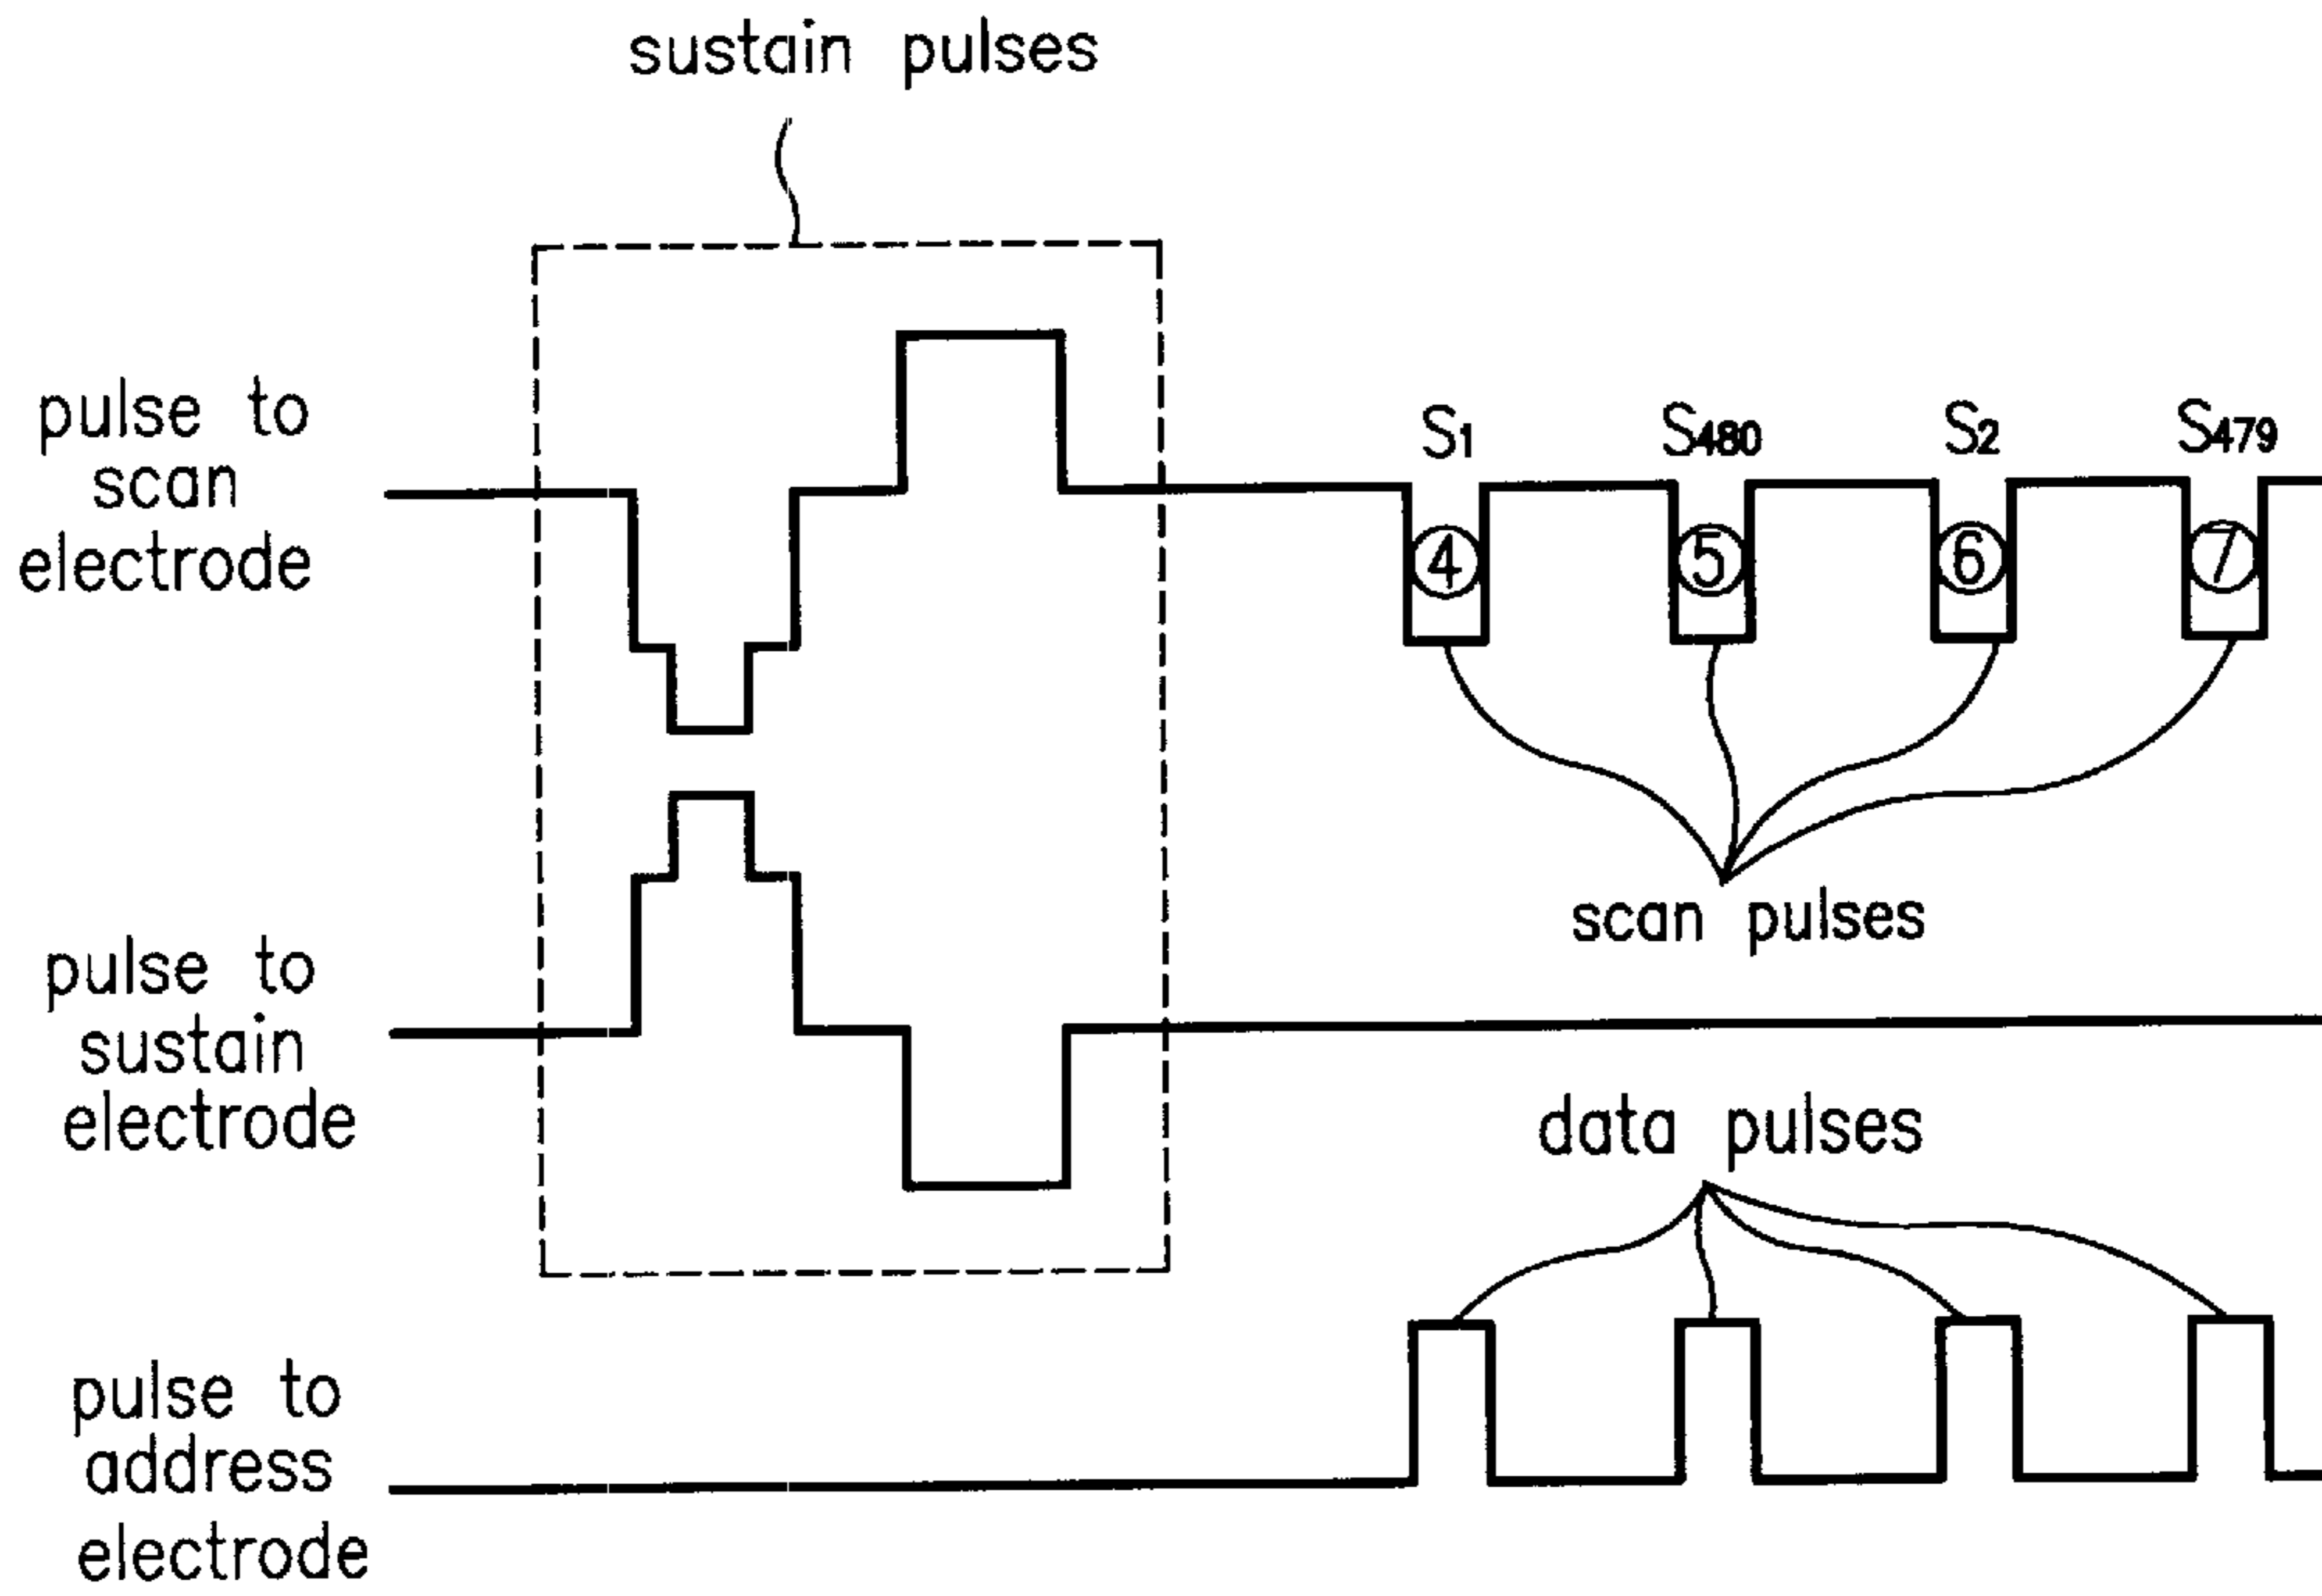 sustain pulses
pulse to
scan
electrode
S1 S480 S2 S479
④ ⑤ ⑥ ⑦
scan pulses
pulse to
sustain
electrode
data pulses
pulse to
address
electrode